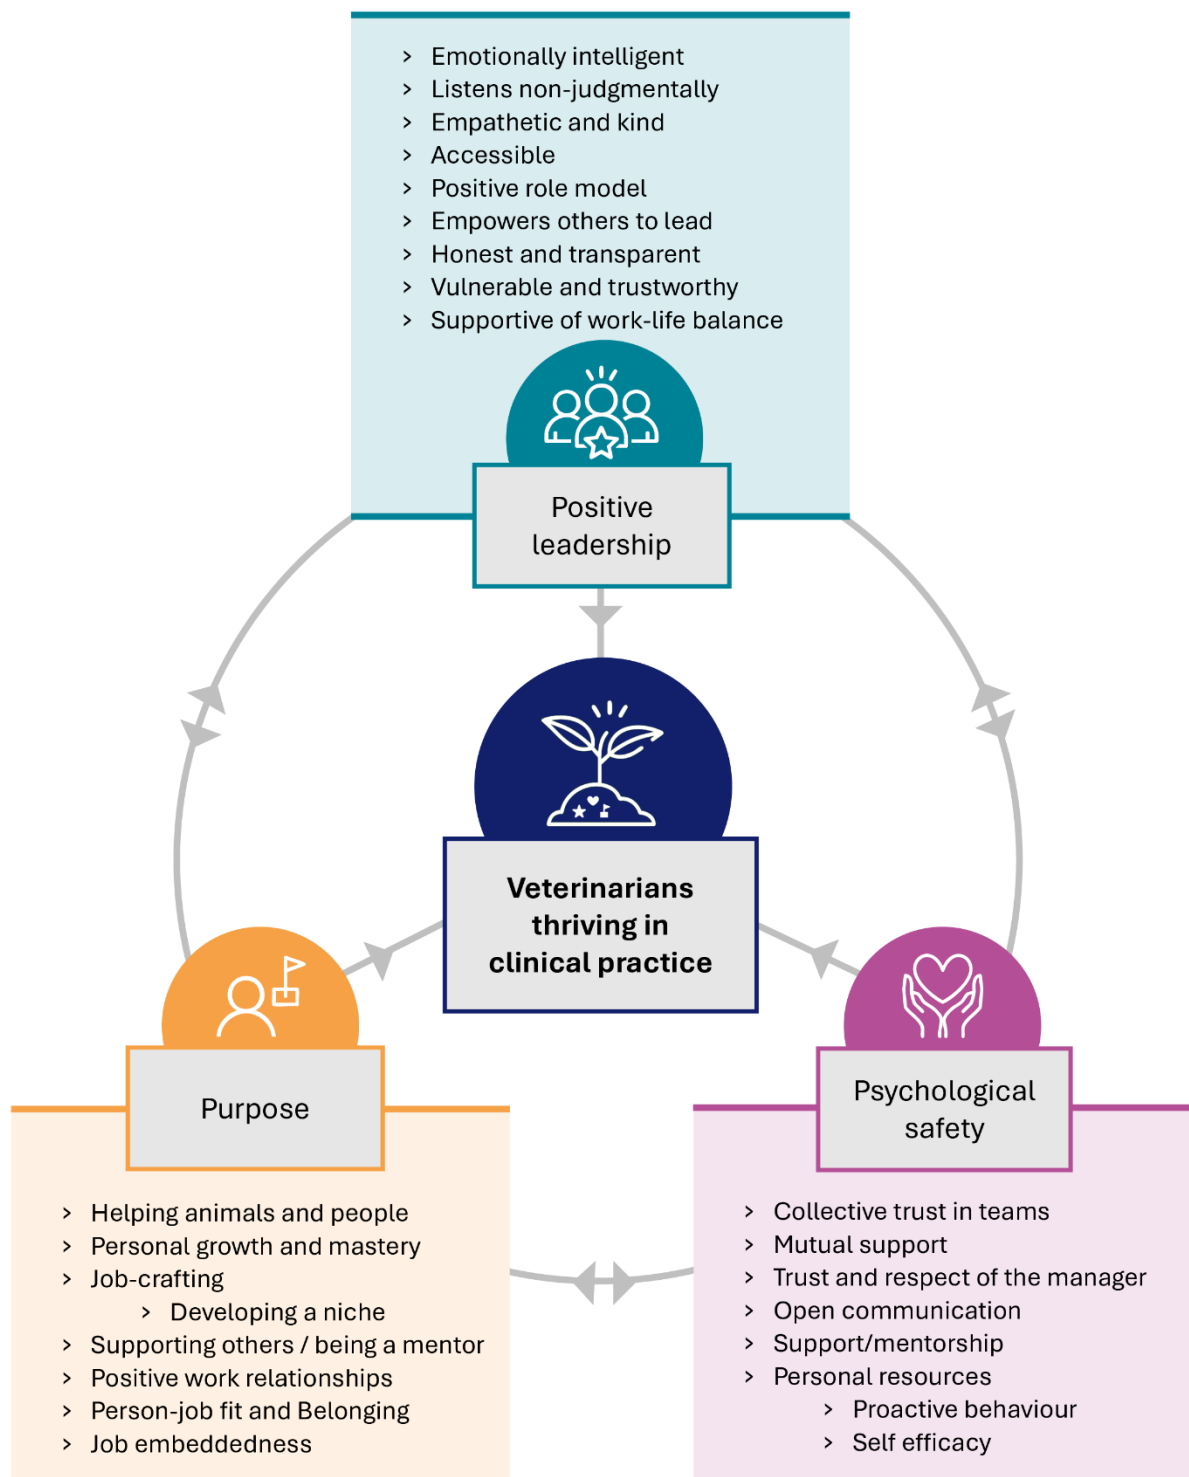 > Emotionally intelligent
> Listens non-judgmentally
> Empathetic and kind
> Accessible
> Positive role model
> Empowers others to lead
> Honest and transparent
> Vulnerable and trustworthy
> Supportive of work-life balance
Positive
leadership
Veterinarians
thriving in
clinical practice
Purpose
> Helping animals and people
> Personal growth and mastery
> Job-crafting
> Developing a niche
> Supporting others / being a mentor
> Positive work relationships
> Person-job fit and Belonging
> Job embeddedness
Psychological
safety
> Collective trust in teams
> Mutual support
> Trust and respect of the manager
> Open communication
> Support/mentorship
> Personal resources
> Proactive behaviour
> Self efficacy